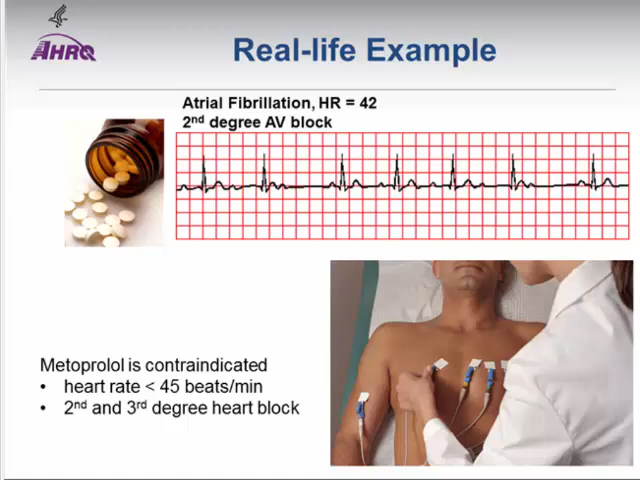 AHRQ
Real-life Example
Atrial Fibrillation, HR = 42
2nd degree AV block
Metoprolol is contraindicated
• heart rate < 45 beats/min
• 2nd and 3rd degree heart block